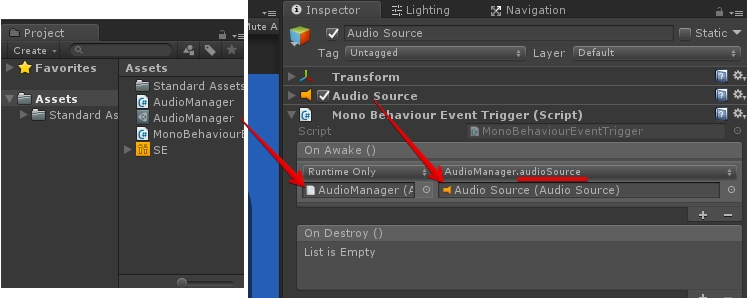 Project
Create
Favorites
Assets
Standard As
Assets
Standard Assets
AudioManager
AudioManager
MonoBehaviourE
SE
Mute A
Inspector
Lighting
Navigation
Audio Source
Static
Tag
Untagged
Layer
Default
Transform
Audio Source
Mono Behaviour Event Trigger (Script)
Script
MonoBehaviourEventTrigger
On Awake ()
Runtime Only
AudioManager.audioSource
AudioManager (A
Audio Source (Audio Source)
On Destroy ()
List is Empty